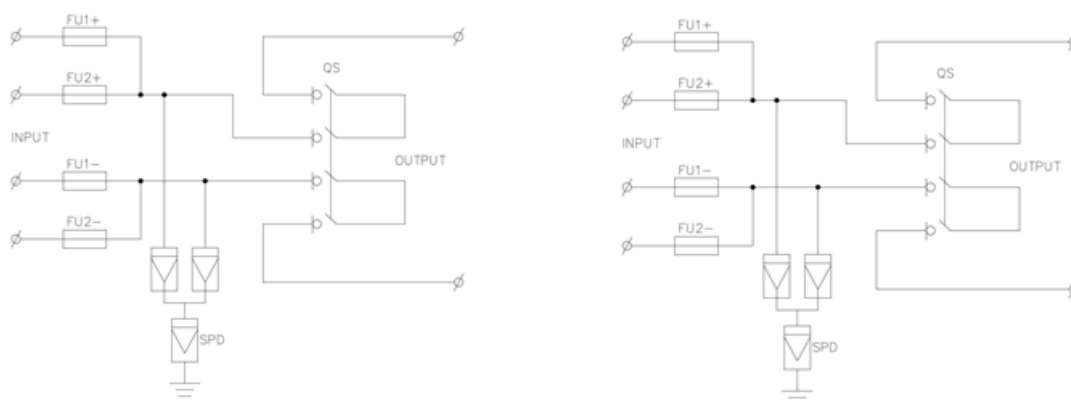 FU1+
FU2+
INPUT
FU1-
FU2-
QS
OUTPUT
SPD
FU1+
FU2+
INPUT
FU1-
FU2-
QS
OUTPUT
SPD